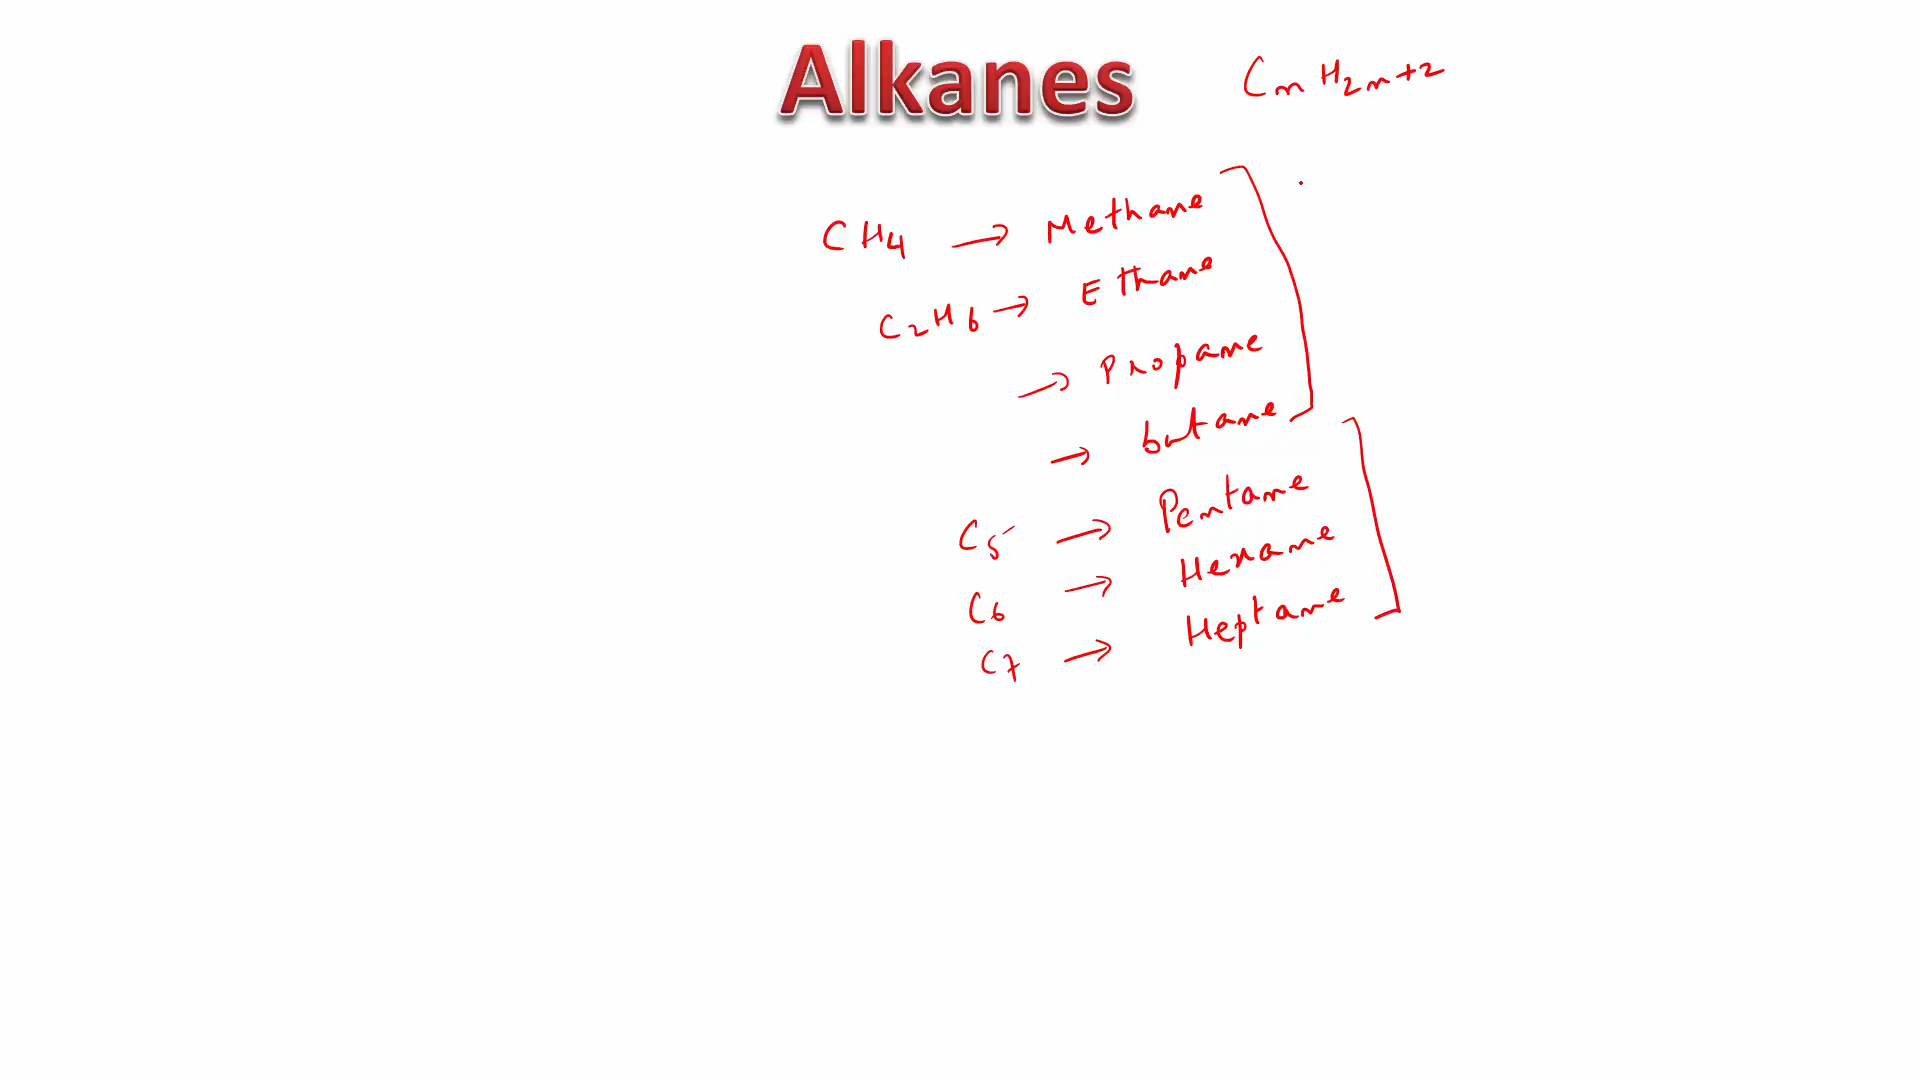 Alkanes
CnH2n+2
CH4 → Methane
C2H6 → Ethane
→ Propane
→ butane
C5 → Pentane
C6 → Hexane
C7 → Heptane